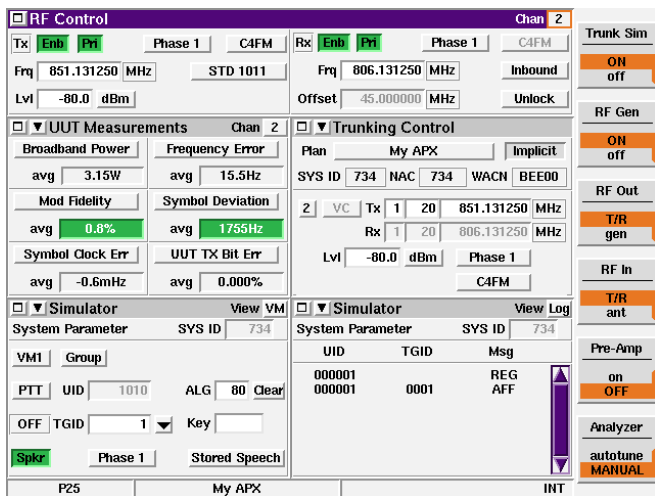 RF Control Chan 2
Tx Enb Pri Phase 1 C4FM
Frq 851.131250 MHz STD 1011
Lvl -80.0 dBm
Rx Enb Pri Phase 1 C4FM
Frq 806.131250 MHz Inbound
Offset 45.000000 MHz Unlock
UUT Measurements Chan 2
Broadband Power Frequency Error
avg 3.15W avg 15.5Hz
Mod Fidelity Symbol Deviation
avg 0.8% avg 1755Hz
Symbol Clock Err UUT TX Bit Err
avg -0.6mHz avg 0.000%
Trunking Control
Plan My APX Implicit
SYS ID 734 NAC 734 WACN BEE00
2 VC Tx 1 20 851.131250 MHz
Rx 1 20 806.131250 MHz
Lvl -80.0 dBm Phase 1
C4FM
Simulator View VM
System Parameter SYS ID 734
VM1 Group
PTT UID 1010 ALG 80 Clear
OFF TGID 1 Key
Spkr Phase 1 Stored Speech
Simulator View Log
System Parameter SYS ID 734
UID TGID Msg
000001 REG
000001 0001 AFF
P25 My APX INT
Trunk Sim
ON
off
RF Gen
ON
off
RF Out
T/R
gen
RF In
T/R
ant
Pre-Amp
on
OFF
Analyzer
autotune
MANUAL